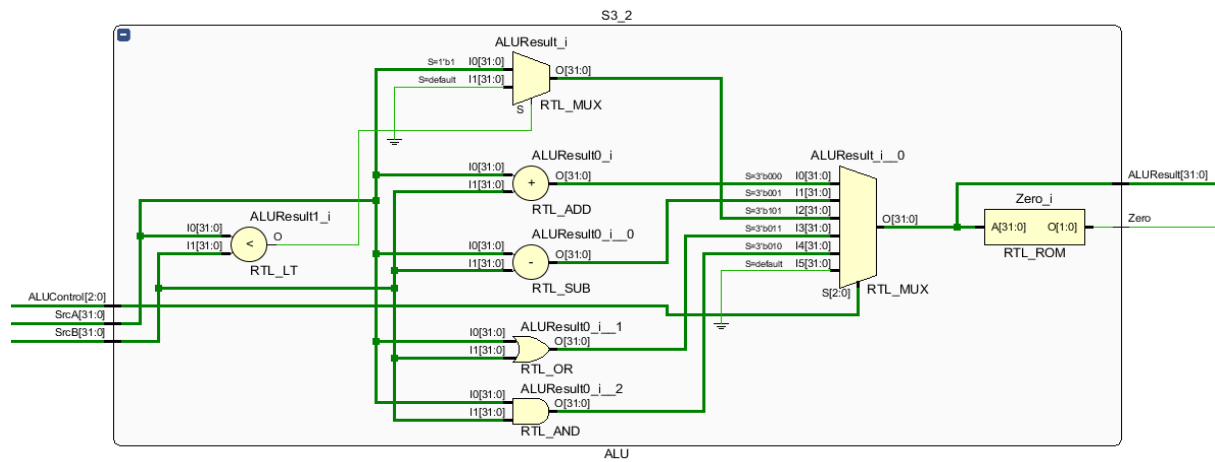 S3_2
ALUResult_i
S=1'b1 I0[31:0]
S=default I1[31:0]
O[31:0]
S
RTL_MUX
ALUResult0_i
I0[31:0]
I1[31:0]
+
O[31:0]
RTL_ADD
ALUResult1_i
I0[31:0]
I1[31:0]
<
O
RTL_LT
ALUResult0_i__0
I0[31:0]
I1[31:0]
-
O[31:0]
RTL_SUB
ALUResult0_i__1
I0[31:0]
I1[31:0]
O[31:0]
RTL_OR
ALUResult0_i__2
I0[31:0]
I1[31:0]
O[31:0]
RTL_AND
ALUResult_i__0
S=3'b000 I0[31:0]
S=3'b001 I1[31:0]
S=3'b101 I2[31:0]
S=3'b011 I3[31:0]
S=3'b010 I4[31:0]
S=default I5[31:0]
O[31:0]
S[2:0]
RTL_MUX
Zero_i
A[31:0] O[1:0]
RTL_ROM
ALUResult[31:0]
Zero
ALUControl[2:0]
SrcA[31:0]
SrcB[31:0]
ALU